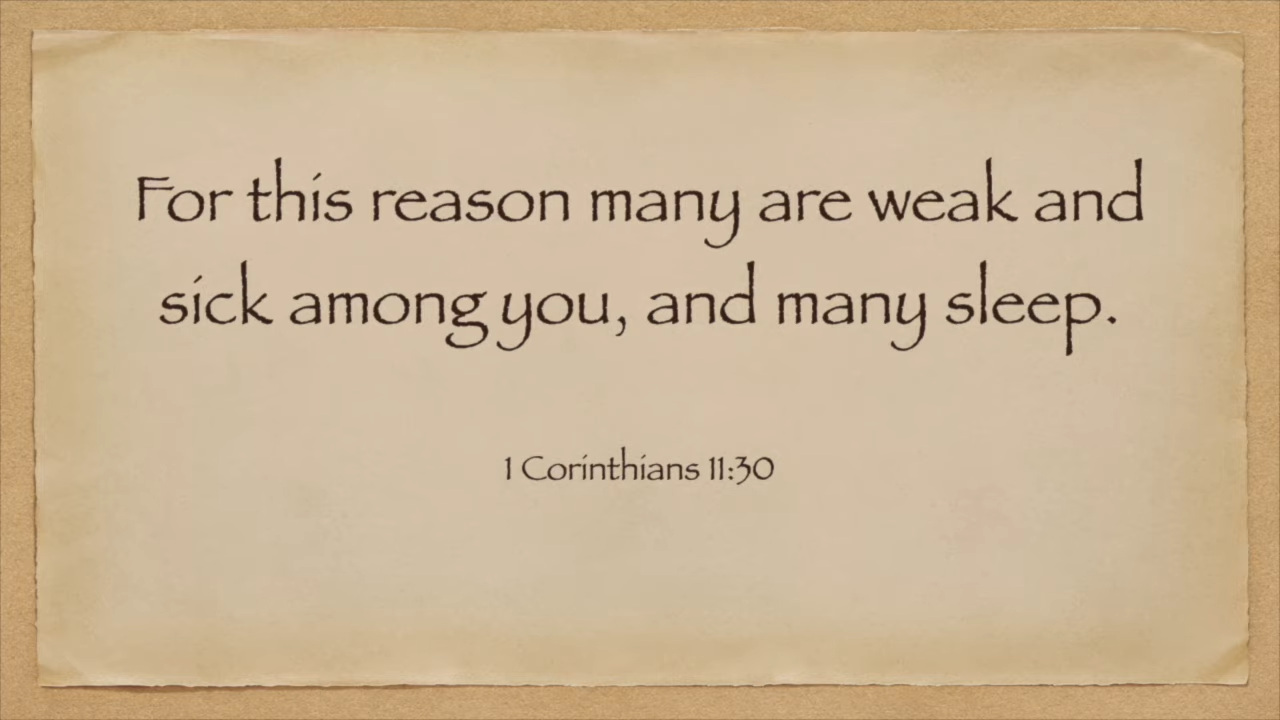 For this reason many are weak and
sick among you, and many sleep.
1 Corinthians 11:30